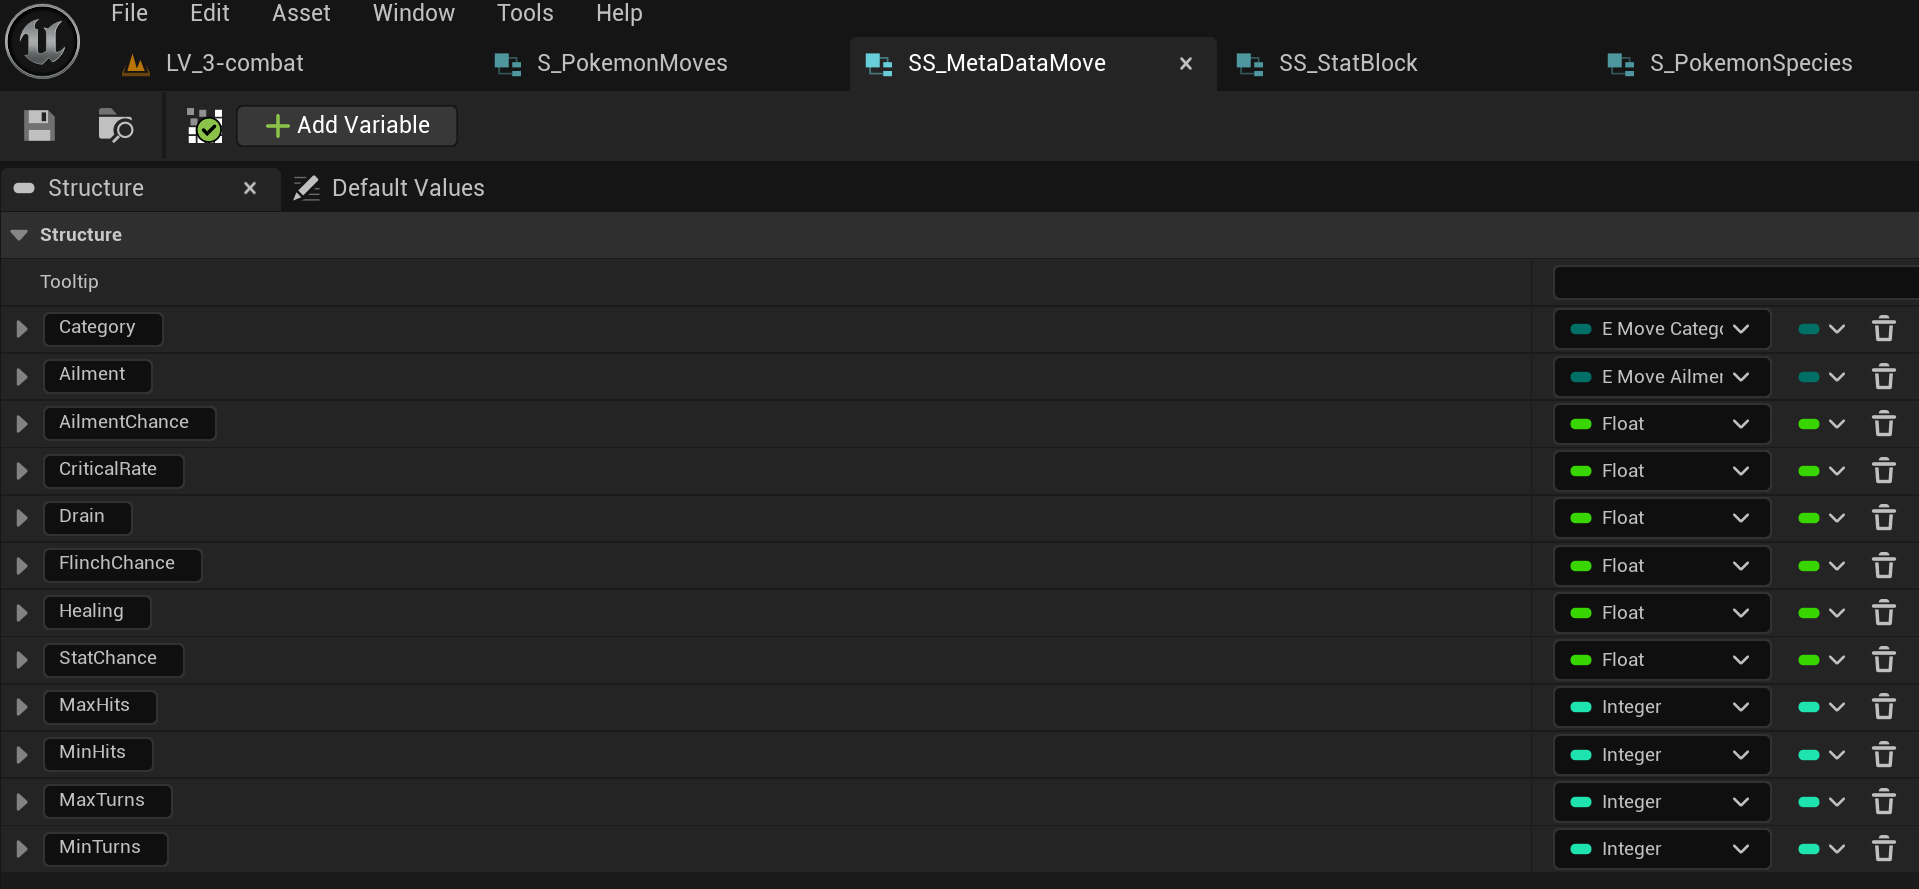 File Edit Asset Window Tools Help
LV_3-combat S_PokemonMoves SS_MetaDataMove SS_StatBlock S_PokemonSpecies
Add Variable
Structure Default Values
Structure
Tooltip
Category E Move Catego
Ailment E Move Ailmer
AilmentChance Float
CriticalRate Float
Drain Float
FlinchChance Float
Healing Float
StatChance Float
MaxHits Integer
MinHits Integer
MaxTurns Integer
MinTurns Integer